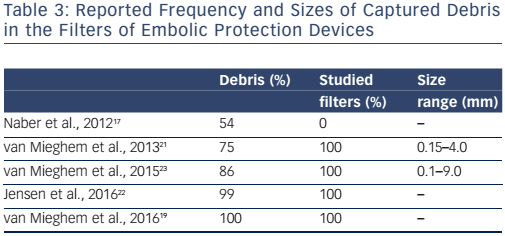 Table 3: Reported Frequency and Sizes of Captured Debris
in the Filters of Embolic Protection Devices
Debris (%) Studied Size
filters (%) range (mm)
Naber et al., 2012¹⁷ 54 0 –
van Mieghem et al., 2013²¹ 75 100 0.15–4.0
van Mieghem et al., 2015²³ 86 100 0.1–9.0
Jensen et al., 2016²² 99 100 –
van Mieghem et al., 2016¹⁹ 100 100 –